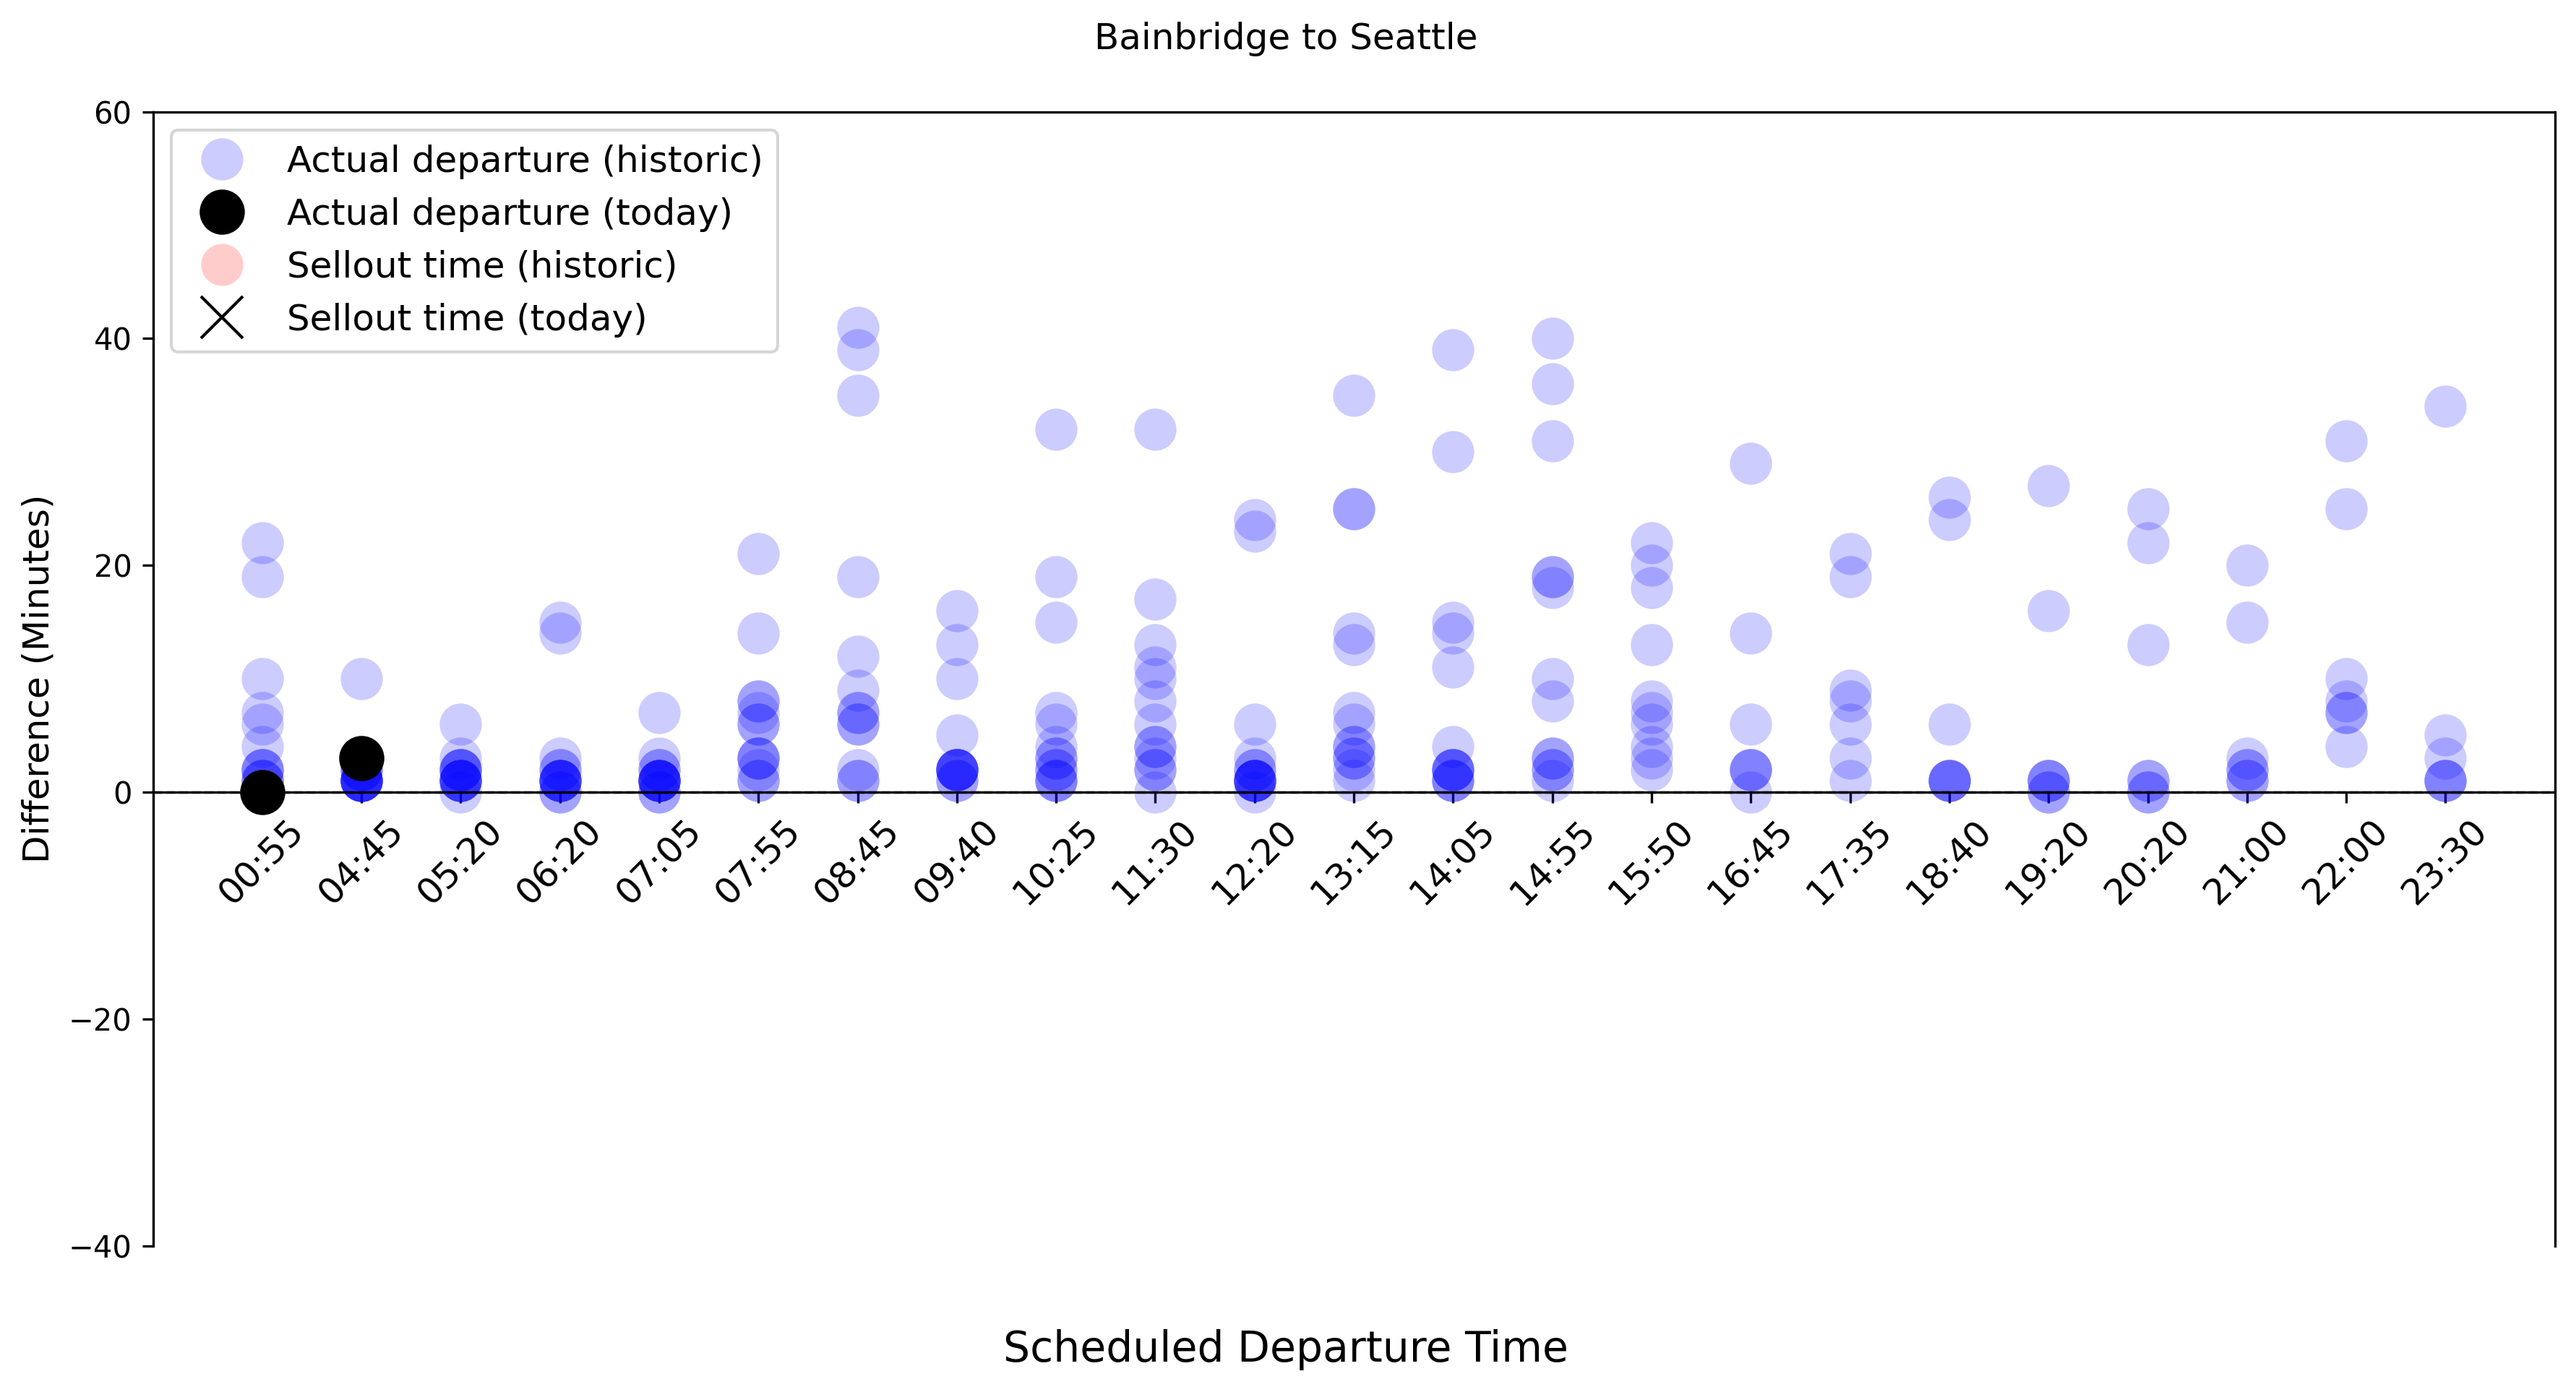 Bainbridge to Seattle
60
40
20
0
−20
−40
Difference (Minutes)
Actual departure (historic)
Actual departure (today)
Sellout time (historic)
Sellout time (today)
00:55 04:45 05:20 06:20 07:05 07:55 08:45 09:40 10:25 11:30 12:20 13:15 14:05 14:55 15:50 16:45 17:35 18:40 19:20 20:20 21:00 22:00 23:30
Scheduled Departure Time